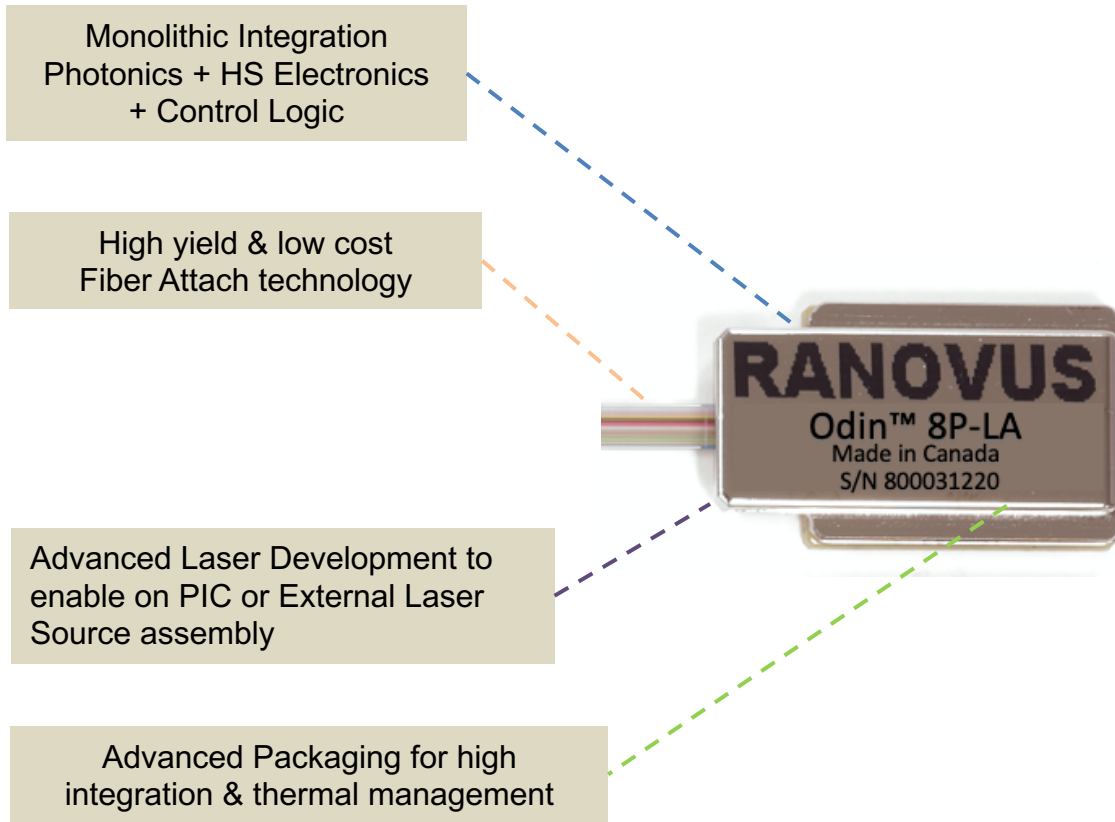 Monolithic Integration
Photonics + HS Electronics
+ Control Logic
High yield & low cost
Fiber Attach technology
RANOVUS
Odin™ 8P-LA
Made in Canada
S/N 800031220
Advanced Laser Development to
enable on PIC or External Laser
Source assembly
Advanced Packaging for high
integration & thermal management